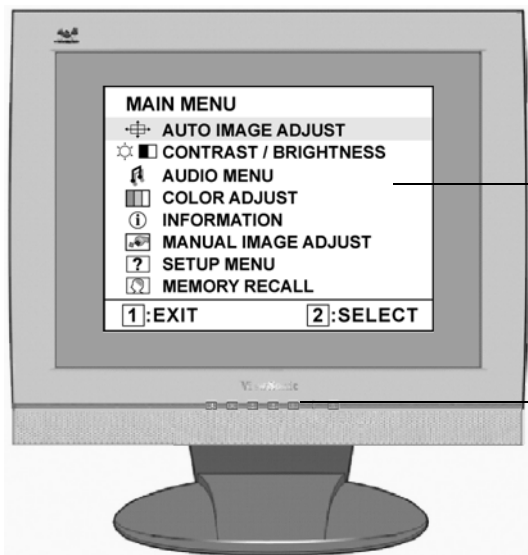 MAIN MENU
AUTO IMAGE ADJUST
CONTRAST / BRIGHTNESS
AUDIO MENU
COLOR ADJUST
i INFORMATION
MANUAL IMAGE ADJUST
? SETUP MENU
MEMORY RECALL
1:EXIT 2:SELECT
ViewSonic